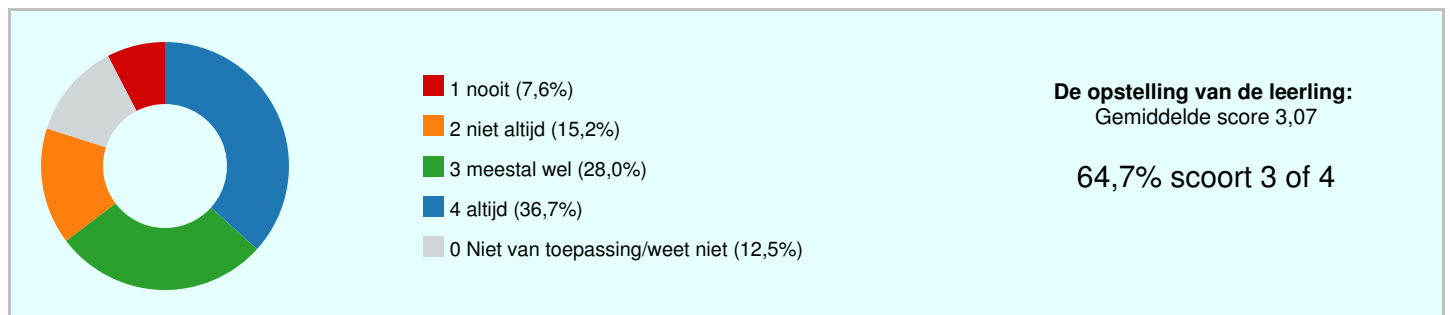 1 nooit (7,6%)
2 niet altijd (15,2%)
3 meestal wel (28,0%)
4 altijd (36,7%)
0 Niet van toepassing/weet niet (12,5%)
De opstelling van de leerling:
Gemiddelde score 3,07
64,7% scoort 3 of 4